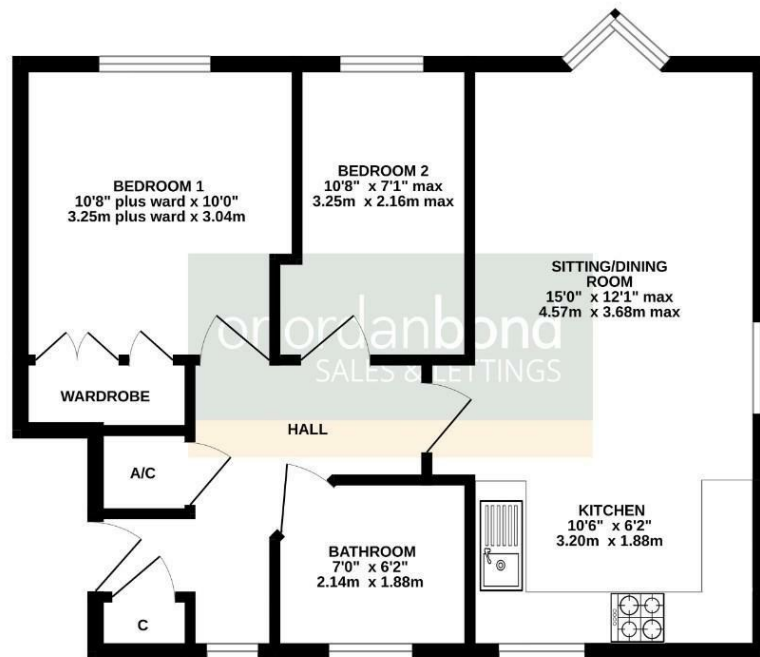 BEDROOM 1
10'8" plus ward x 10'0"
3.25m plus ward x 3.04m
BEDROOM 2
10'8" x 7'1" max
3.25m x 2.16m max
SITTING/DINING
ROOM
15'0" x 12'1" max
4.57m x 3.68m max
oriordanbond
SALES & LETTINGS
WARDROBE
HALL
A/C
KITCHEN
10'6" x 6'2"
3.20m x 1.88m
BATHROOM
7'0" x 6'2"
2.14m x 1.88m
C